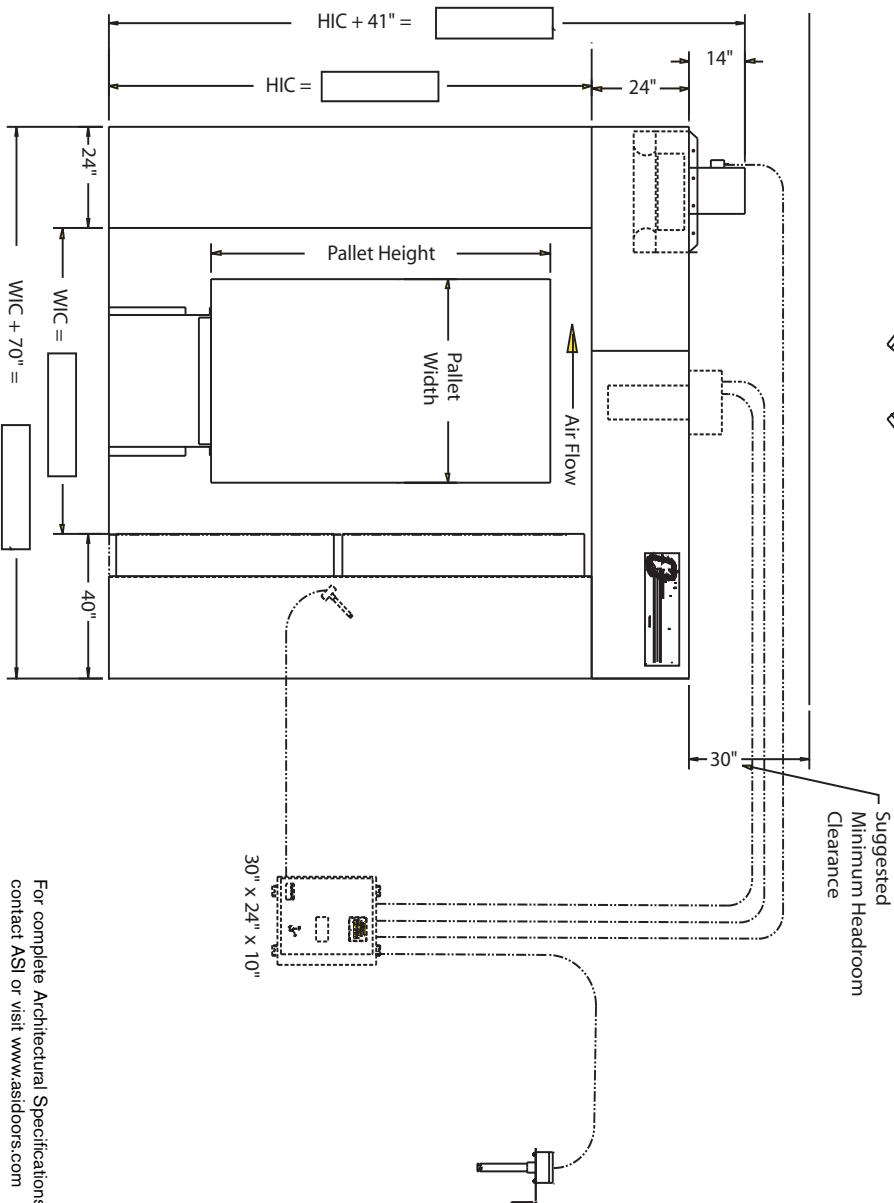 HIC + 41" =
HIC =
14"
24"
24"
Pallet Height
WIC =
WIC + 70" =
Pallet
Width
Air Flow
40"
30"
Suggested
Minimum Headroom
Clearance
30" x 24" x 10"
For complete Architectural Specifications
contact ASI or visit www.asidoors.com